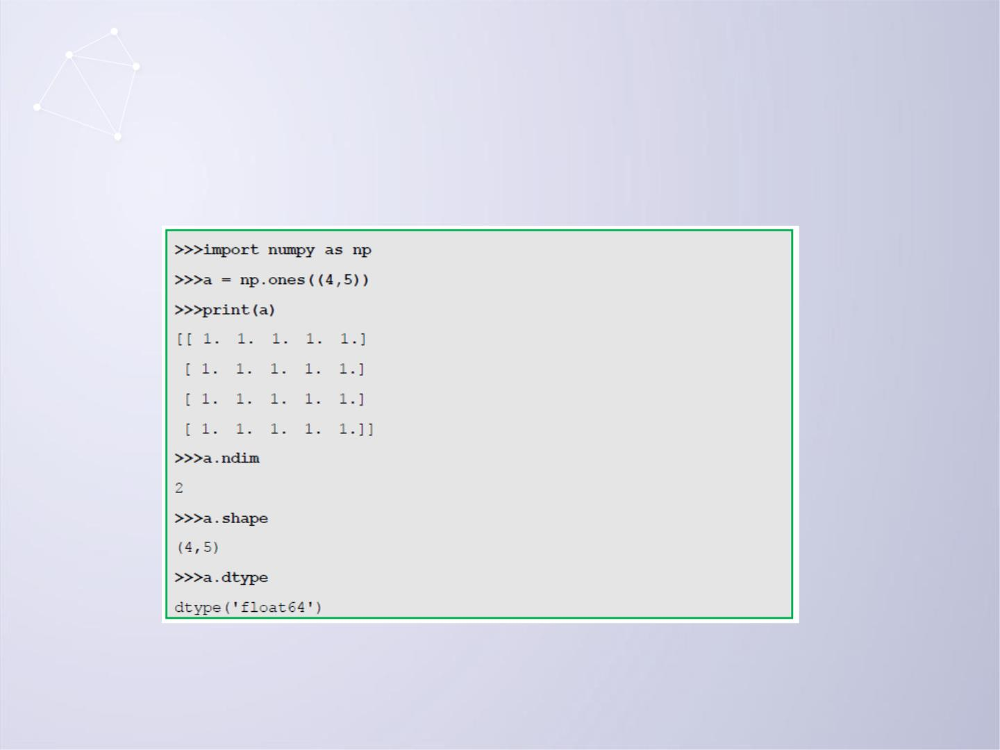 >>>import numpy as np
>>>a = np.ones((4,5))
>>>print(a)
[[ 1.  1.  1.  1.  1.]
 [ 1.  1.  1.  1.  1.]
 [ 1.  1.  1.  1.  1.]
 [ 1.  1.  1.  1.  1.]]
>>>a.ndim
2
>>>a.shape
(4,5)
>>>a.dtype
dtype('float64')